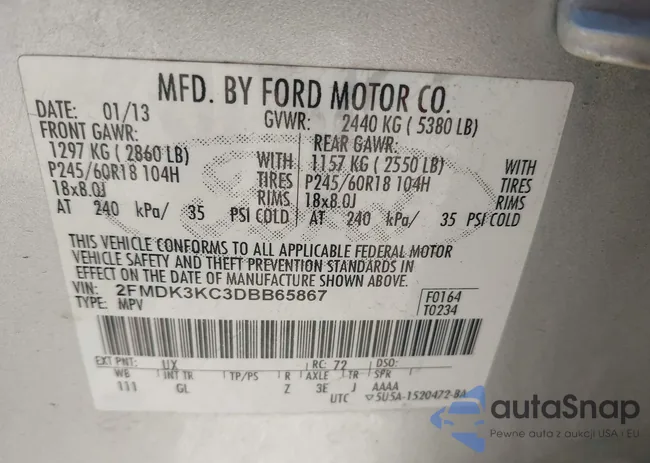 MFD. BY FORD MOTOR CO.
DATE: 01/13 GVWR: 2440 KG ( 5380 LB)
FRONT GAWR: REAR GAWR:
1297 KG ( 2860 LB) WITH 1157 KG ( 2550 LB) WITH
P245/60R18 104H TIRES P245/60R18 104H TIRES
18x8.0J RIMS 18x8.0J RIMS
AT 240 kPa/ 35 PSI COLD AT 240 kPa/ 35 PSI COLD
THIS VEHICLE CONFORMS TO ALL APPLICABLE FEDERAL MOTOR
VEHICLE SAFETY AND THEFT PREVENTION STANDARDS IN
EFFECT ON THE DATE OF MANUFACTURE SHOWN ABOVE.
VIN: 2FMDK3KC3DBB65867 F0164
TYPE: MPV T0234
EXT PNT: UX RC: 72 DSO:
WB INT TR TP/PS R AXLE TR SPR
111 GL Z 3E J AAAA
UTC 5U5A-1520472-BA
autoSnap
Pewne auto z aukcji USA i EU